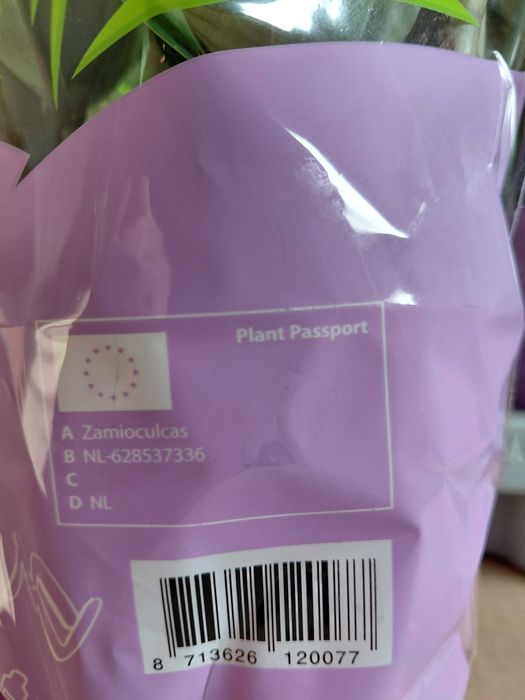 Plant Passport
A Zamioculcas
B NL-628537336
C
D NL
8 713626 120077